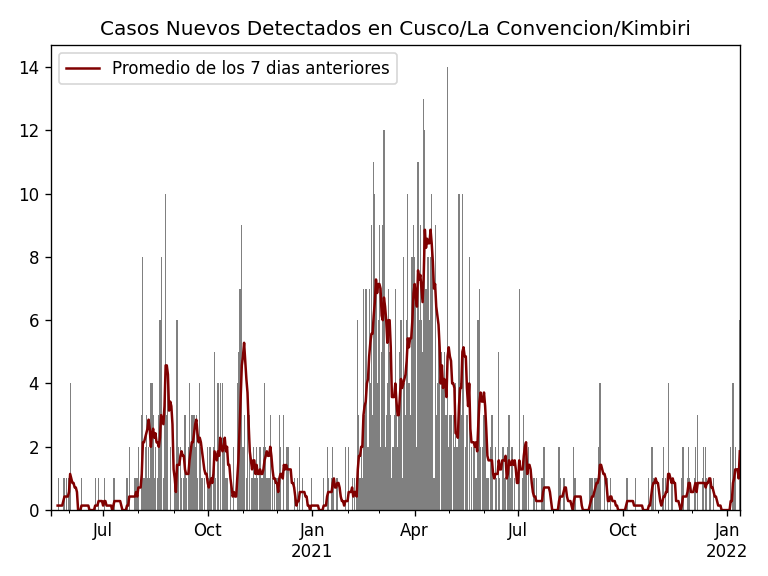 Casos Nuevos Detectados en Cusco/La Convencion/Kimbiri
Promedio de los 7 dias anteriores
14
12
10
8
6
4
2
0
Jul
Oct
Jan
2021
Apr
Jul
Oct
Jan
2022